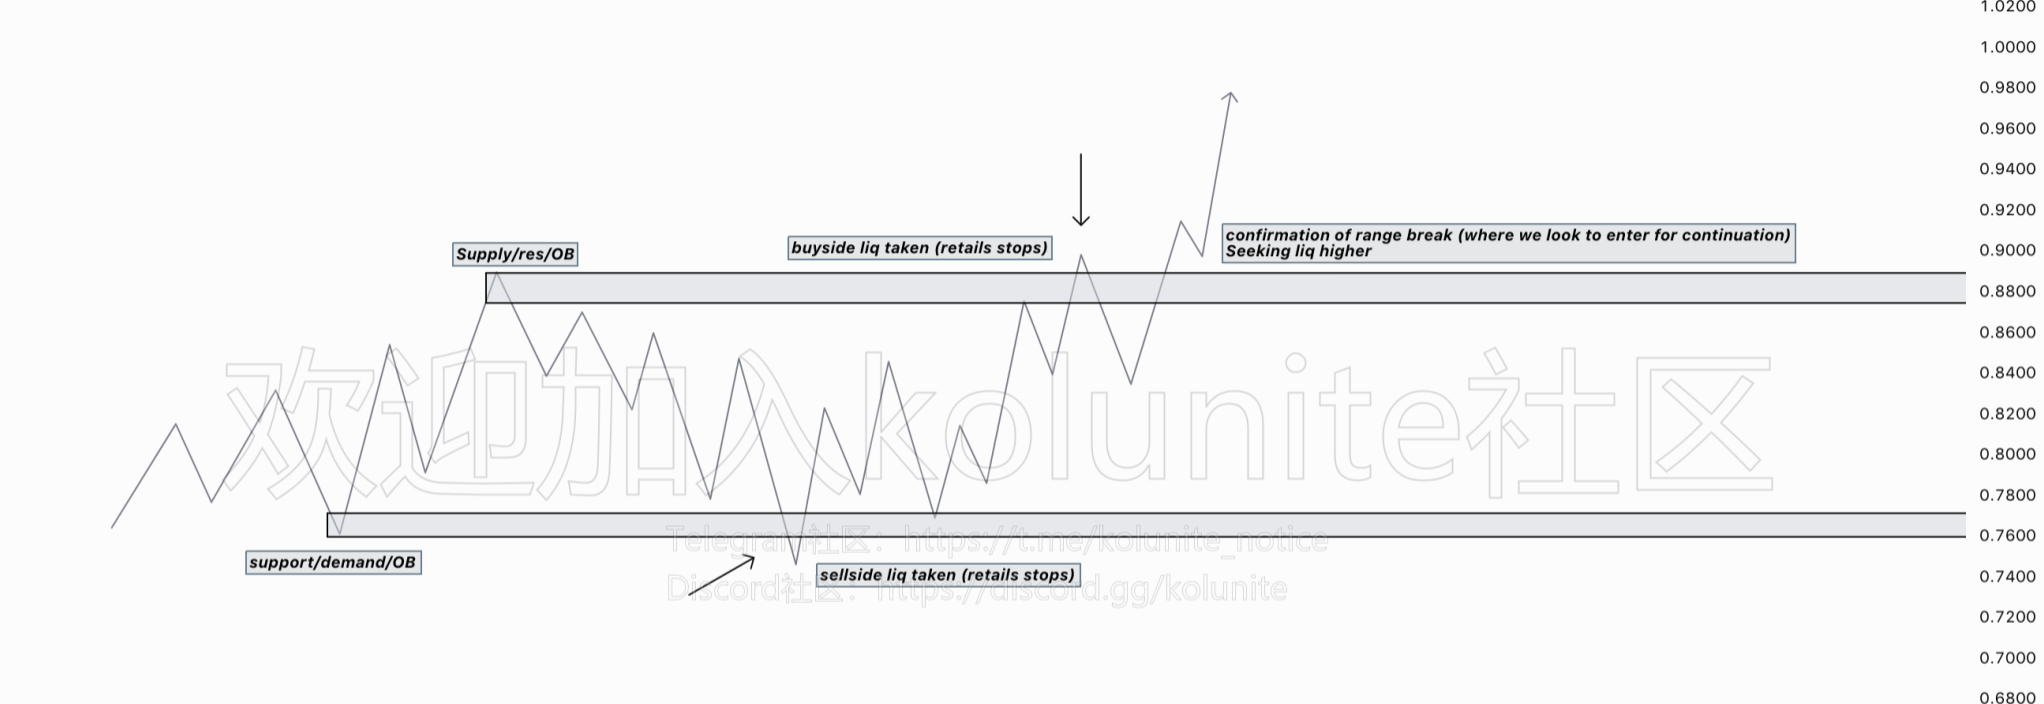 1.0200
1.0000
0.9800
0.9600
0.9400
0.9200
0.9000
0.8800
0.8600
0.8400
0.8200
0.8000
0.7800
0.7600
0.7400
0.7200
0.7000
0.6800
Supply/res/OB
buyside liq taken (retails stops)
confirmation of range break (where we look to enter for continuation)
Seeking liq higher
欢迎加入kolunite社区
Telegram社区：https://t.me/kolunite_notice
support/demand/OB
sellside liq taken (retails stops)
Discord社区：https://discord.gg/kolunite